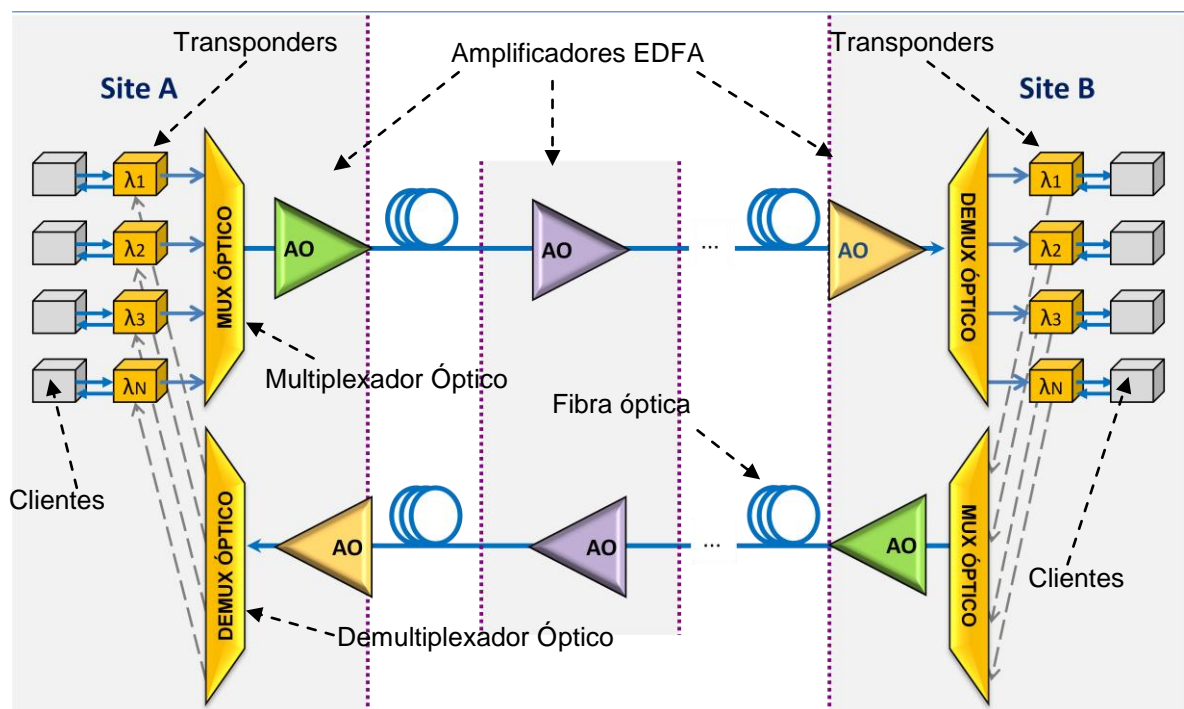 Transponders
Amplificadores EDFA
Transponders
Site A
Site B
λ1
λ2
λ3
λN
MUX ÓPTICO
AO
AO
...
AO
DEMUX ÓPTICO
λ1
λ2
λ3
λN
Multiplexador Óptico
Fibra óptica
Clientes
DEMUX ÓPTICO
AO
AO
...
AO
MUX ÓPTICO
Clientes
Demultiplexador Óptico